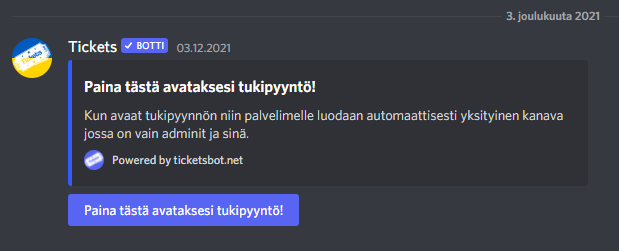 3. joulukuuta 2021
Tickets ✓ BOTTI 03.12.2021
Paina tästä avataksesi tukipyyntö!
Kun avaat tukipyynnön niin palvelimelle luodaan automaattisesti yksityinen kanava
jossa on vain adminit ja sinä.
Powered by ticketsbot.net
Paina tästä avataksesi tukipyyntö!